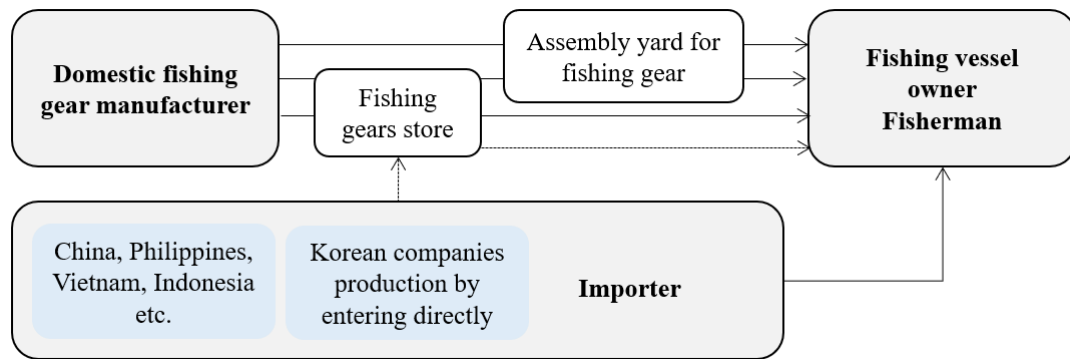 Domestic fishing
gear manufacturer
Fishing
gears store
Assembly yard for
fishing gear
Fishing vessel
owner
Fisherman
China, Philippines,
Vietnam, Indonesia
etc.
Korean companies
production by
entering directly
Importer